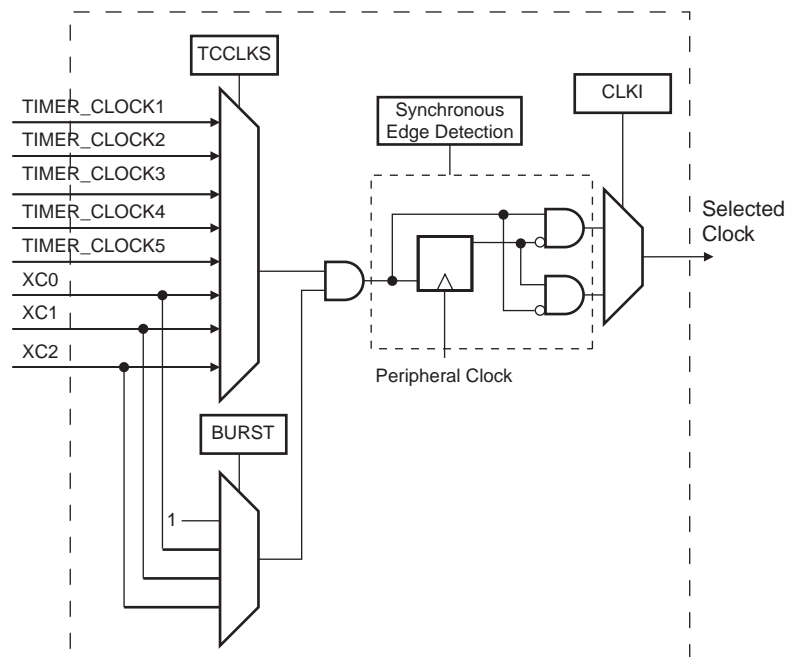 TCCLKS
TIMER_CLOCK1
TIMER_CLOCK2
TIMER_CLOCK3
TIMER_CLOCK4
TIMER_CLOCK5
XC0
XC1
XC2
Synchronous
Edge Detection
CLKI
Selected
Clock
Peripheral Clock
BURST
1